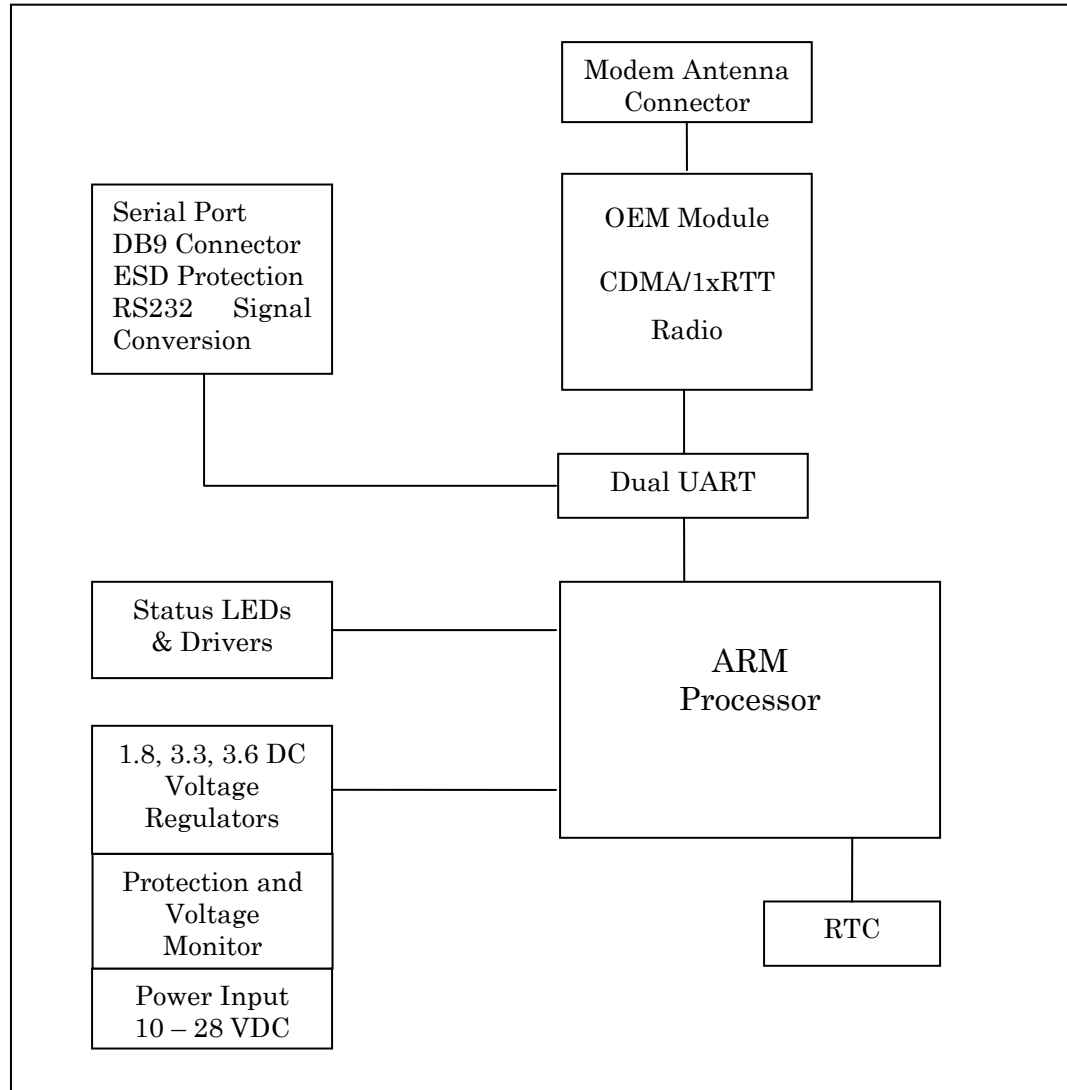 Modem Antenna
Connector
Serial Port
DB9 Connector
ESD Protection
RS232 Signal
Conversion
OEM Module
CDMA/1xRTT
Radio
Dual UART
Status LEDs
& Drivers
ARM
Processor
1.8, 3.3, 3.6 DC
Voltage
Regulators
Protection and
Voltage
Monitor
RTC
Power Input
10 – 28 VDC